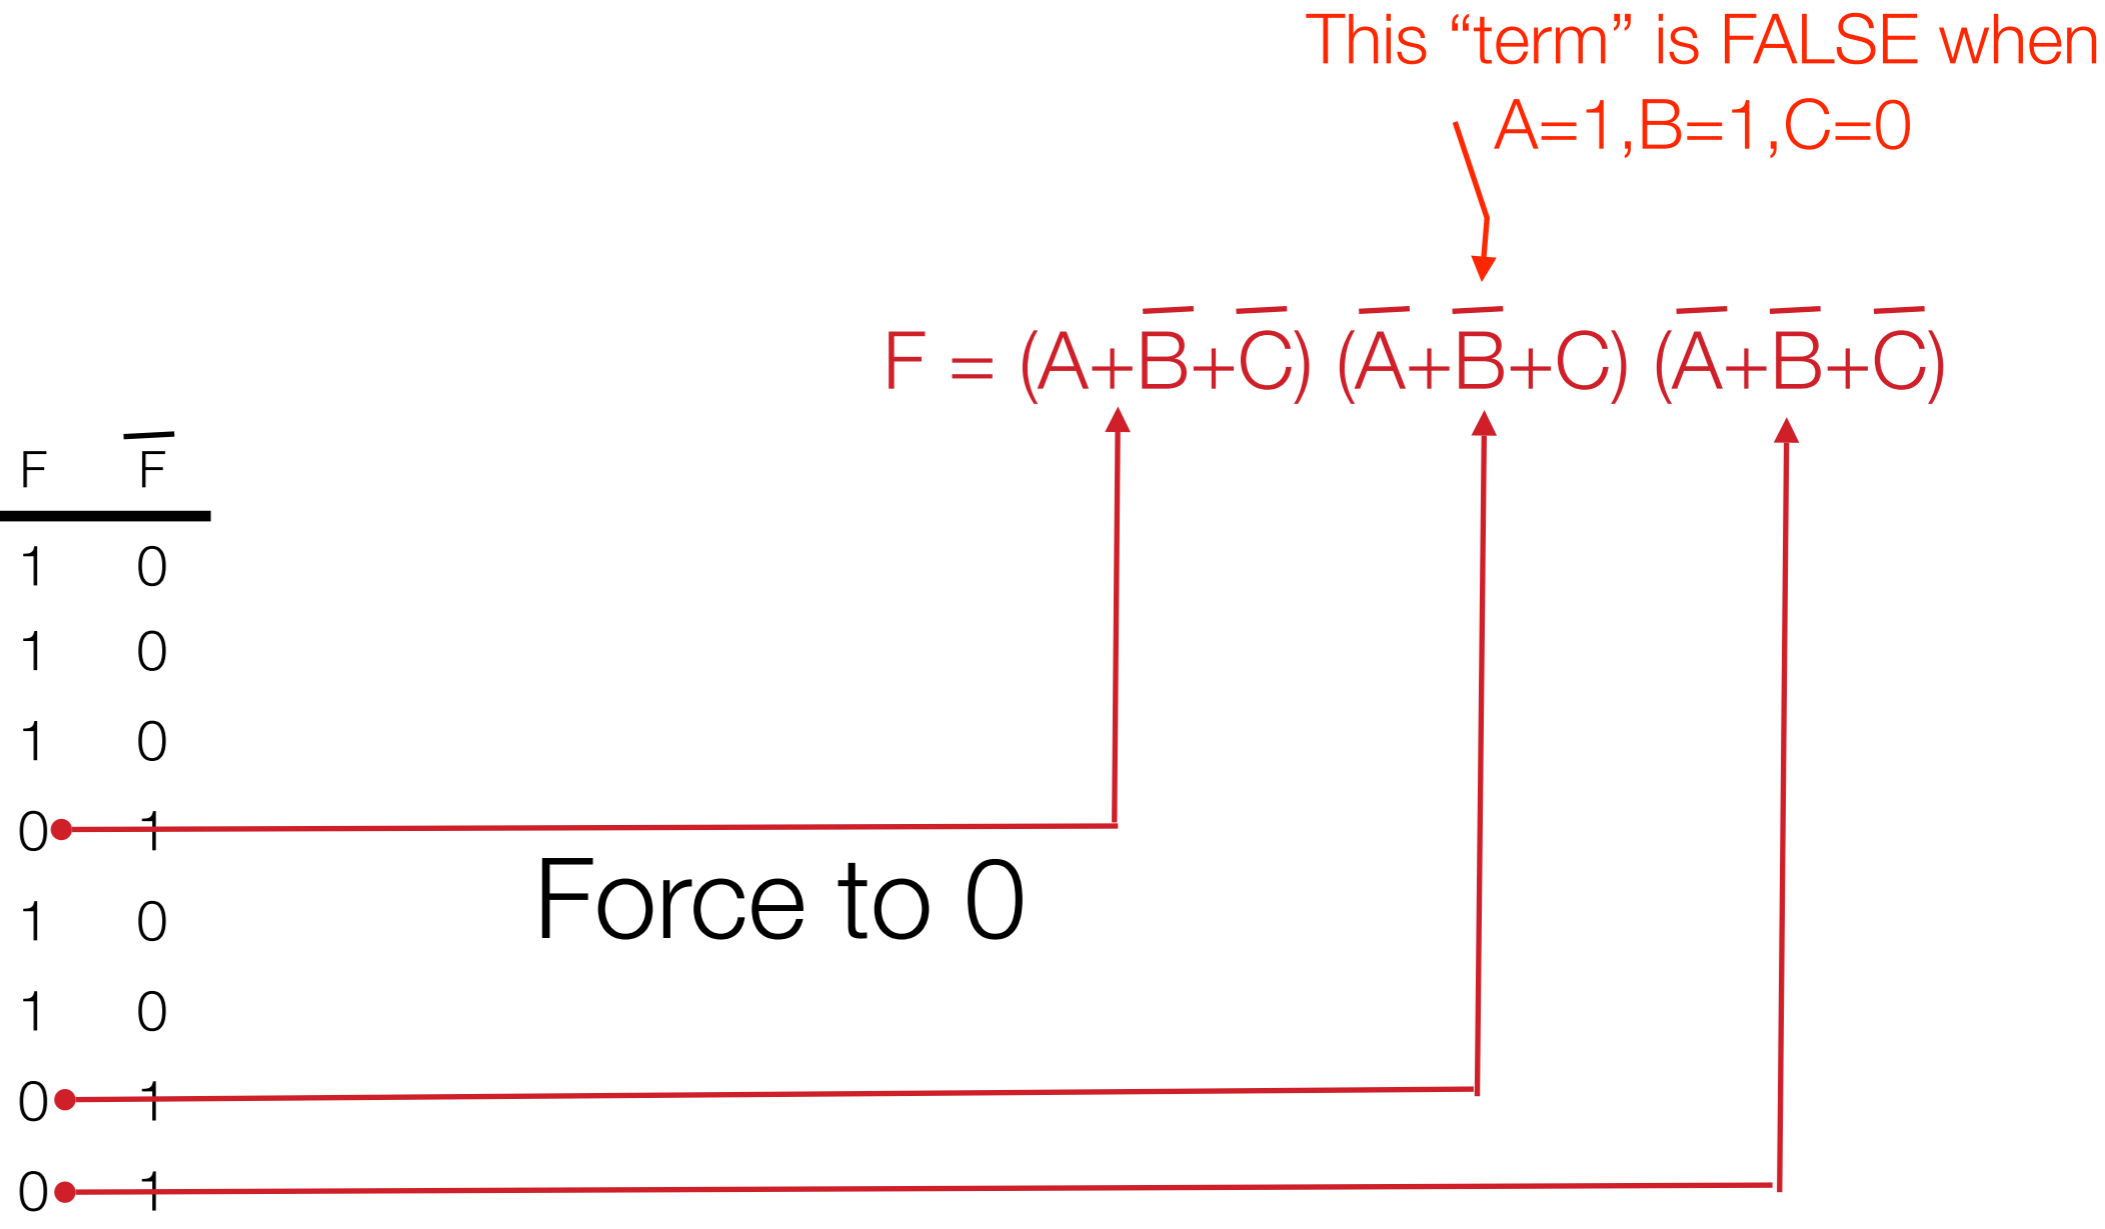 This “term” is FALSE when
A=1,B=1,C=0
F = (A+B̅+C̅) (A̅+B̅+C) (A̅+B̅+C̅)
F F̅
1 0
1 0
1 0
0 1
Force to 0
1 0
1 0
0 1
0 1